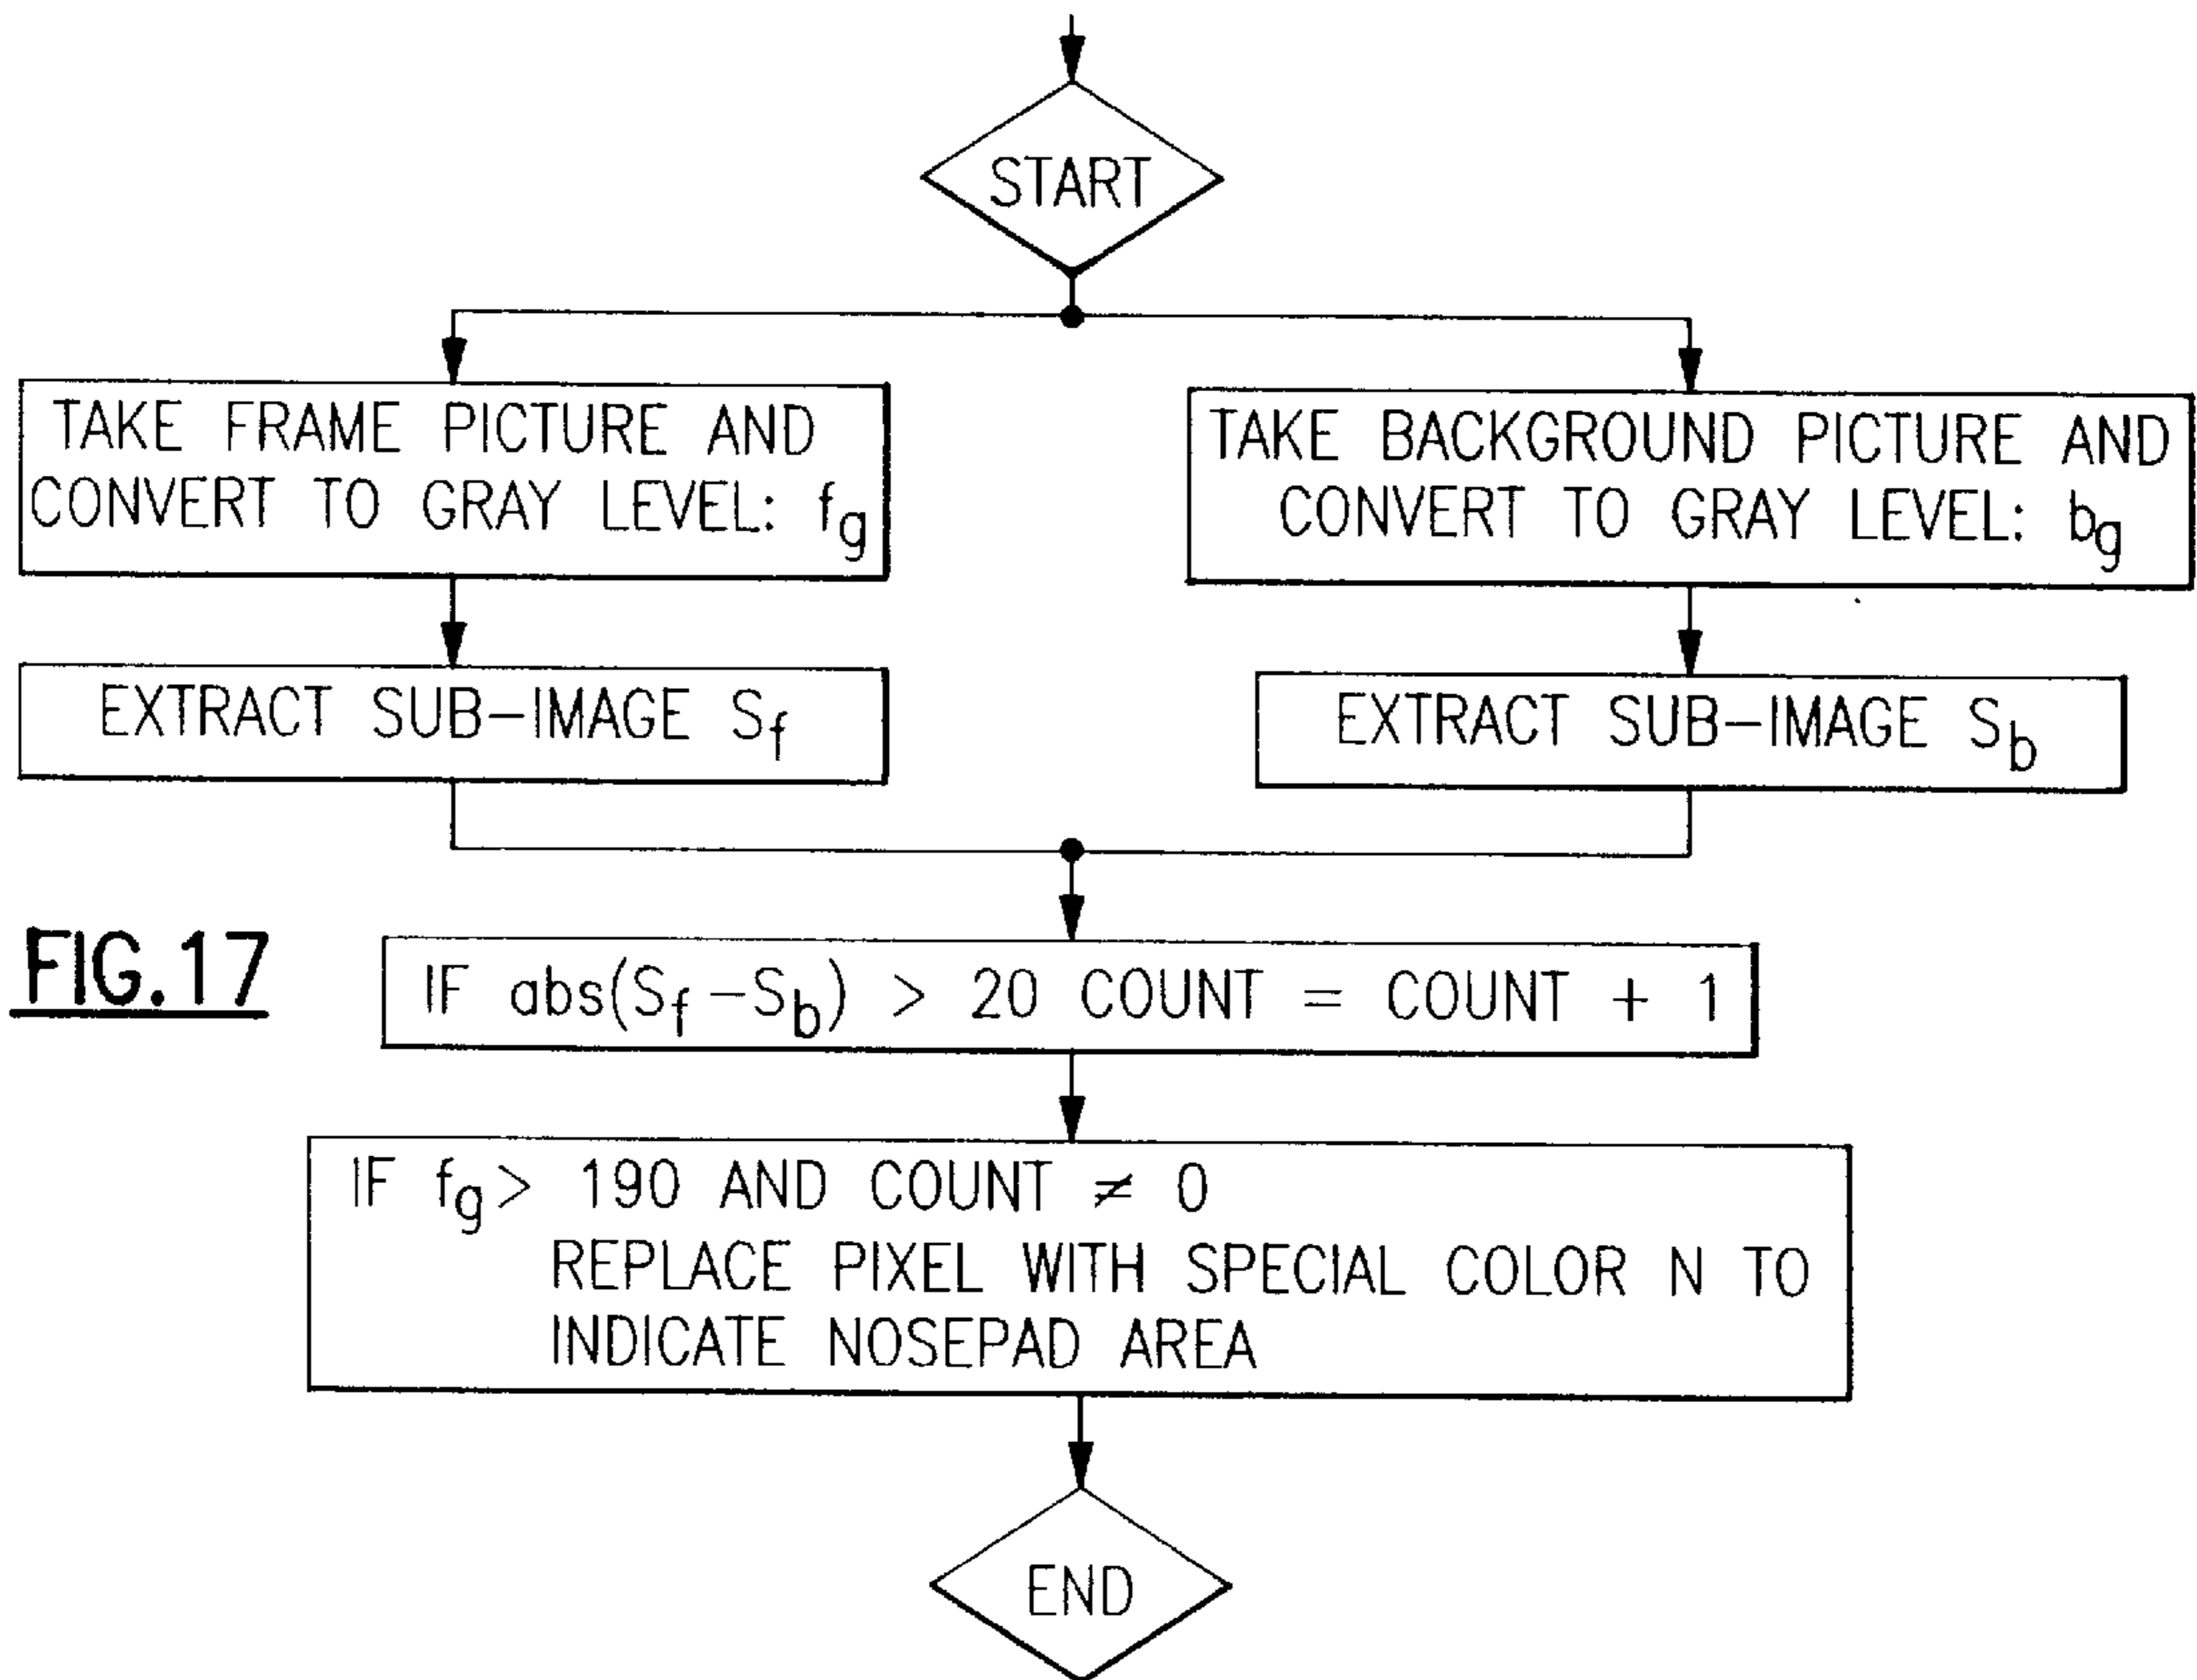 START
TAKE FRAME PICTURE AND
CONVERT TO GRAY LEVEL: fg
TAKE BACKGROUND PICTURE AND
CONVERT TO GRAY LEVEL: bg
EXTRACT SUB-IMAGE Sf
EXTRACT SUB-IMAGE Sb
FIG.17
IF abs(Sf-Sb) > 20 COUNT = COUNT + 1
IF fg > 190 AND COUNT ≠ 0
REPLACE PIXEL WITH SPECIAL COLOR N TO
INDICATE NOSEPAD AREA
END